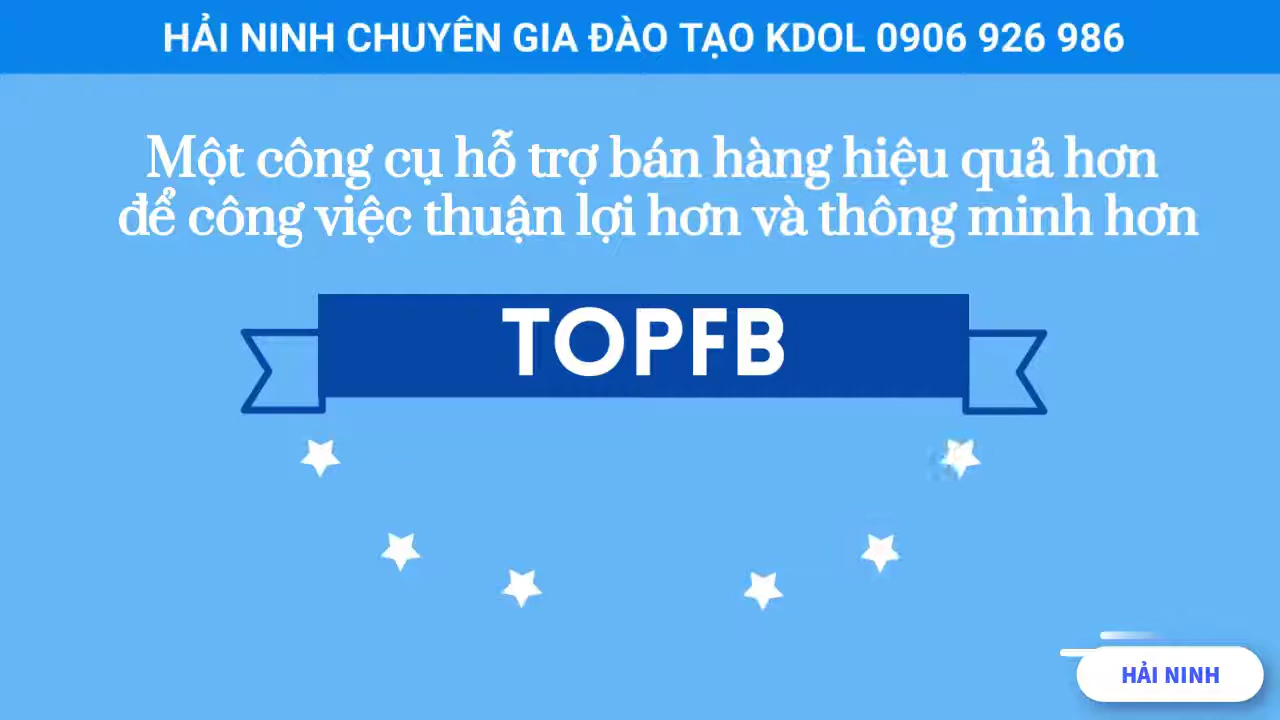 HẢI NINH CHUYÊN GIA ĐÀO TẠO KDOL 0906 926 986
Một công cụ hỗ trợ bán hàng hiệu quả hơn
để công việc thuận lợi hơn và thông minh hơn
TOPFB
HẢI NINH